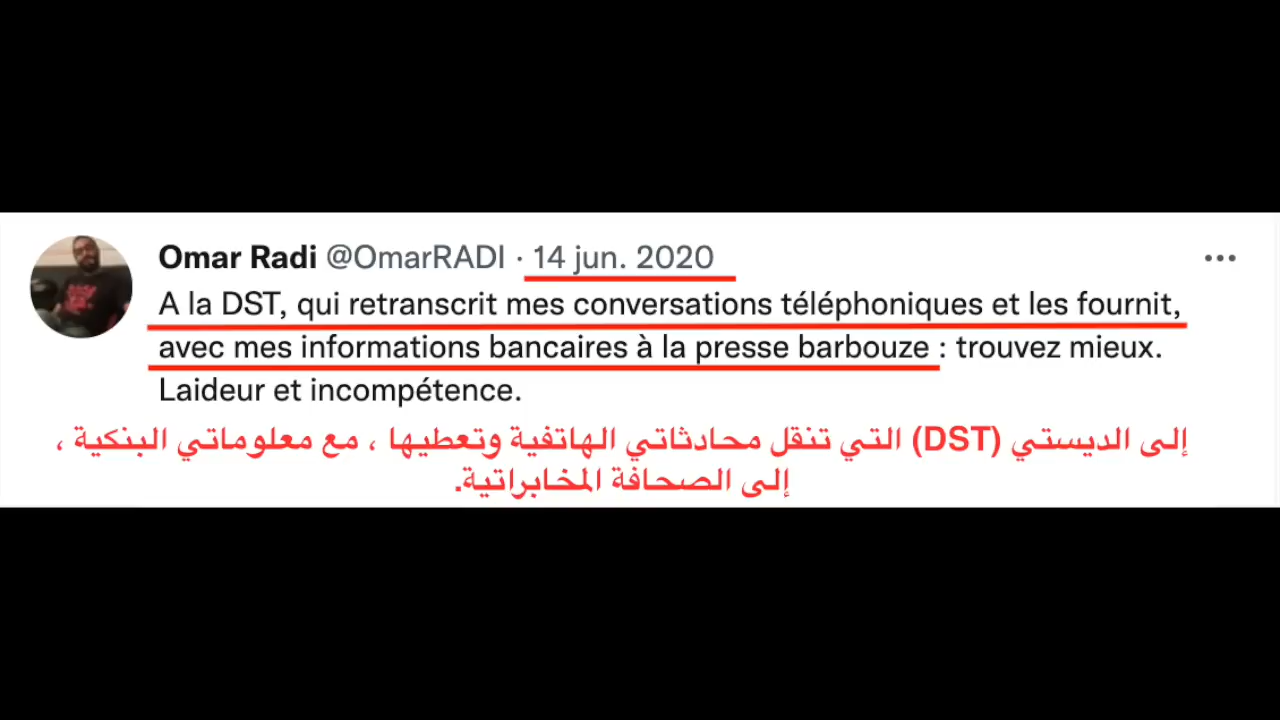 Omar Radi @OmarRADI · 14 jun. 2020
A la DST, qui retranscrit mes conversations téléphoniques et les fournit,
avec mes informations bancaires à la presse barbouze : trouvez mieux.
Laideur et incompétence.
إلى الديستي (DST) التي تنقل محادثاتي الهاتفية وتعطيها ، مع معلوماتي البنكية ،
إلى الصحافة المخابراتية.